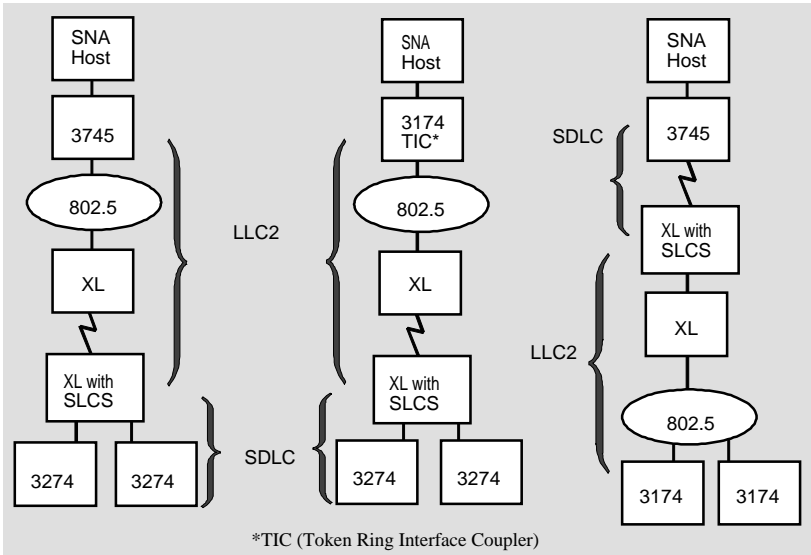 SNA
Host
3745
802.5
XL
XL with
SLCS
3274
3274
LLC2
SDLC
SNA
Host
3174
TIC*
802.5
XL
XL with
SLCS
3274
3274
SNA
Host
SDLC
3745
XL with
SLCS
LLC2
XL
802.5
3174
3174
*TIC (Token Ring Interface Coupler)